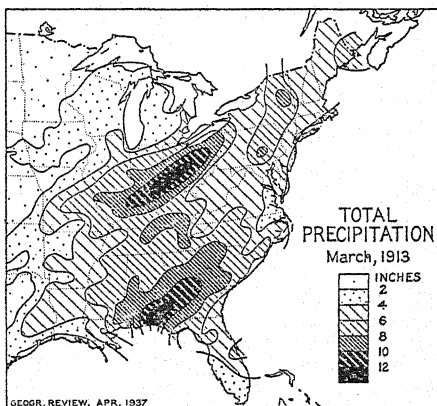 TOTAL
PRECIPITATION
March, 1913
INCHES
2
4
6
8
10
12
GEOGR. REVIEW, APR. 1937